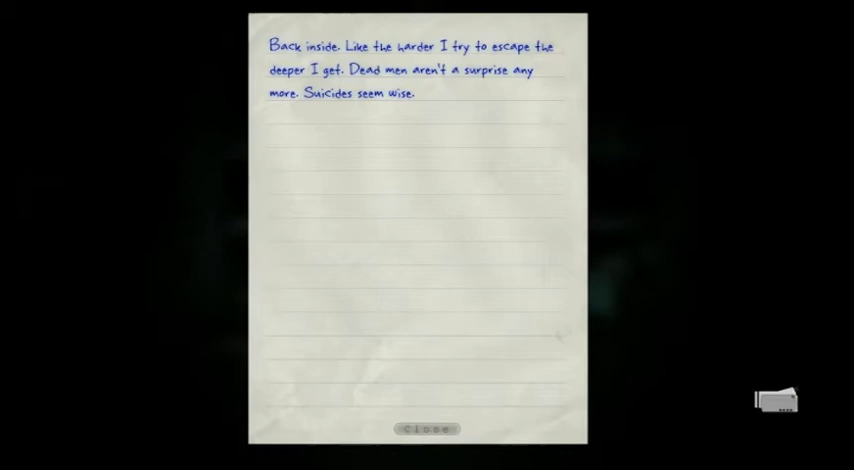 Back inside. Like the harder I try to escape the
deeper I get. Dead men aren't a surprise any
more. Suicides seem wise.
Close